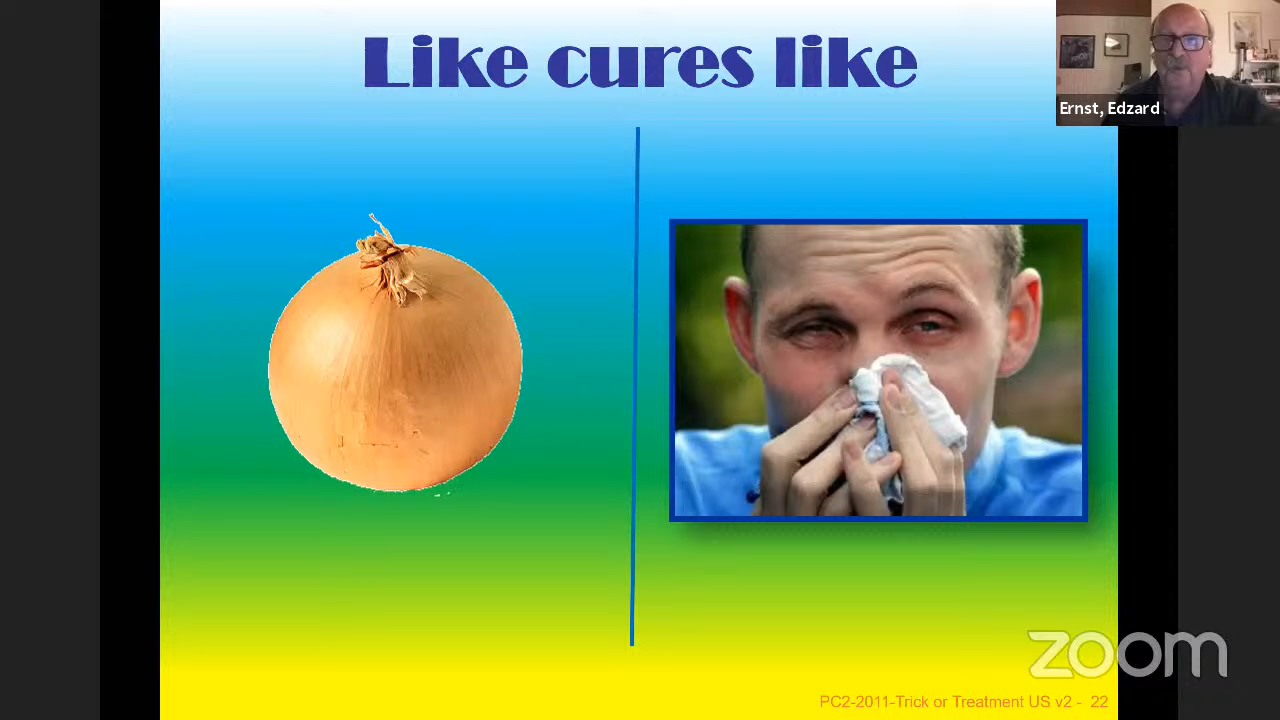 Like cures like
Ernst, Edzard
zoom
PC2-2011-Trick or Treatment US v2 - 22